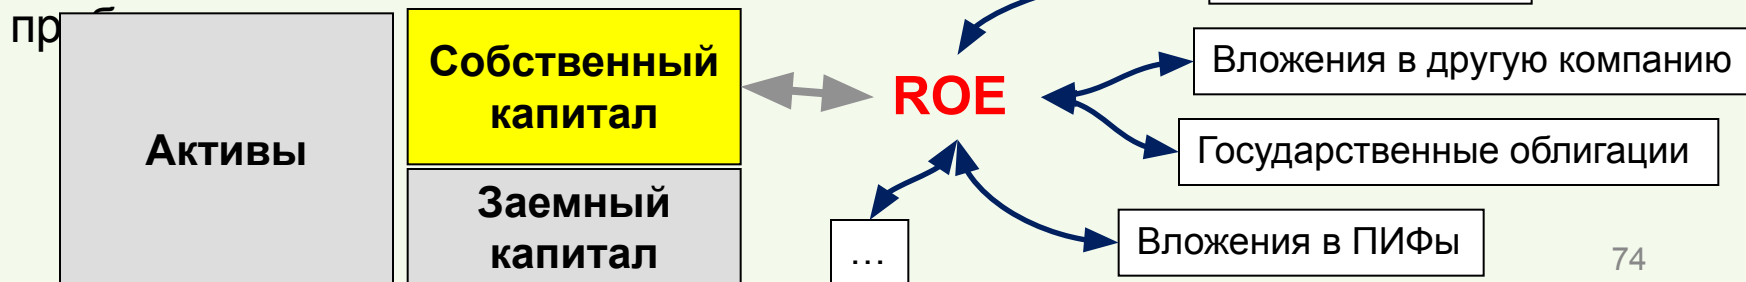 Собственный
капитал
Активы
Заемный
капитал
ROE
Вложения в другую компанию
Государственные облигации
Вложения в ПИФы
…
74